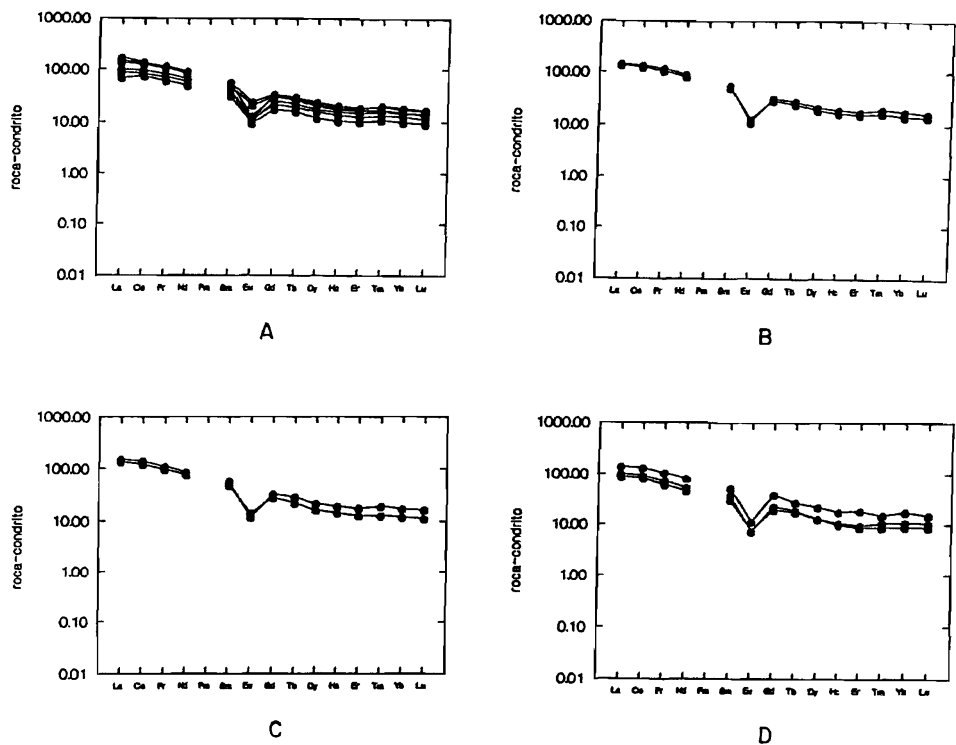 1000.00
100.00
10.00
1.00
0.10
0.01
roca-condrito
La Ce Pr Nd Pm Sm Eu Gd Tb Dy Ho Er Tm Yb Lu
A
1000.00
100.00
10.00
1.00
0.10
0.01
roca-condrito
La Ce Pr Nd Pm Sm Eu Gd Tb Dy Ho Er Tm Yb Lu
B
1000.00
100.00
10.00
1.00
0.10
0.01
roca-condrito
La Ce Pr Nd Pm Sm Eu Gd Tb Dy Ho Er Tm Yb Lu
C
1000.00
100.00
10.00
1.00
0.10
0.01
roca-condrito
La Ce Pr Nd Pm Sm Eu Gd Tb Dy Ho Er Tm Yb Lu
D